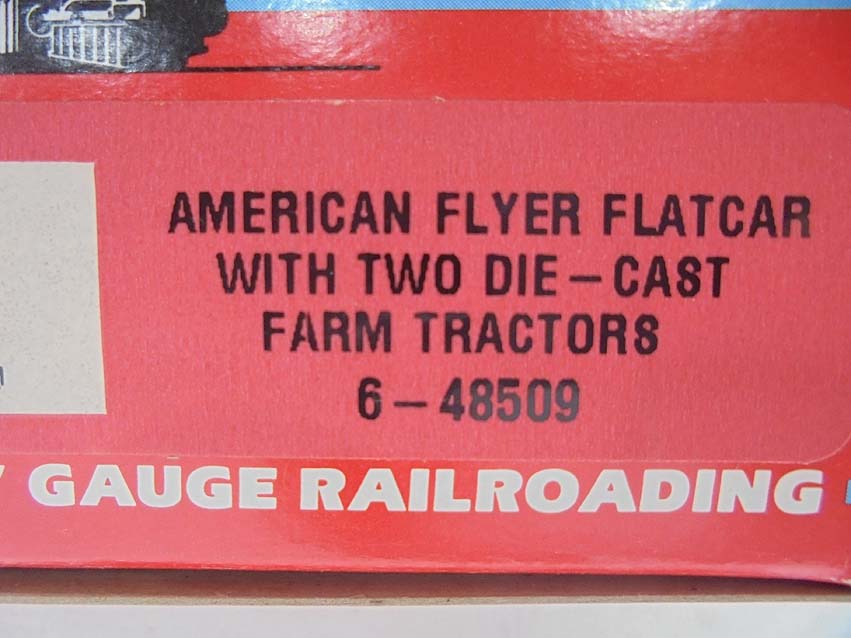 AMERICAN FLYER FLATCAR
WITH TWO DIE-CAST
FARM TRACTORS
6-48509
GAUGE RAILROADING